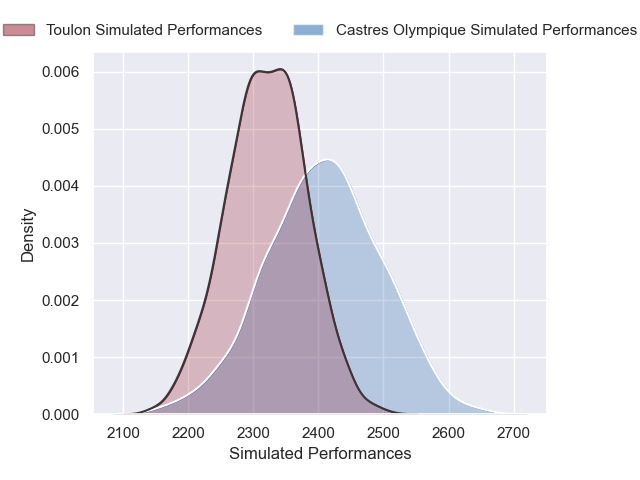 Toulon Simulated Performances Castres Olympique Simulated Performances
0.006
0.005
0.004
0.003
0.002
0.001
0.000
Density
2100 2200 2300 2400 2500 2600 2700
Simulated Performances